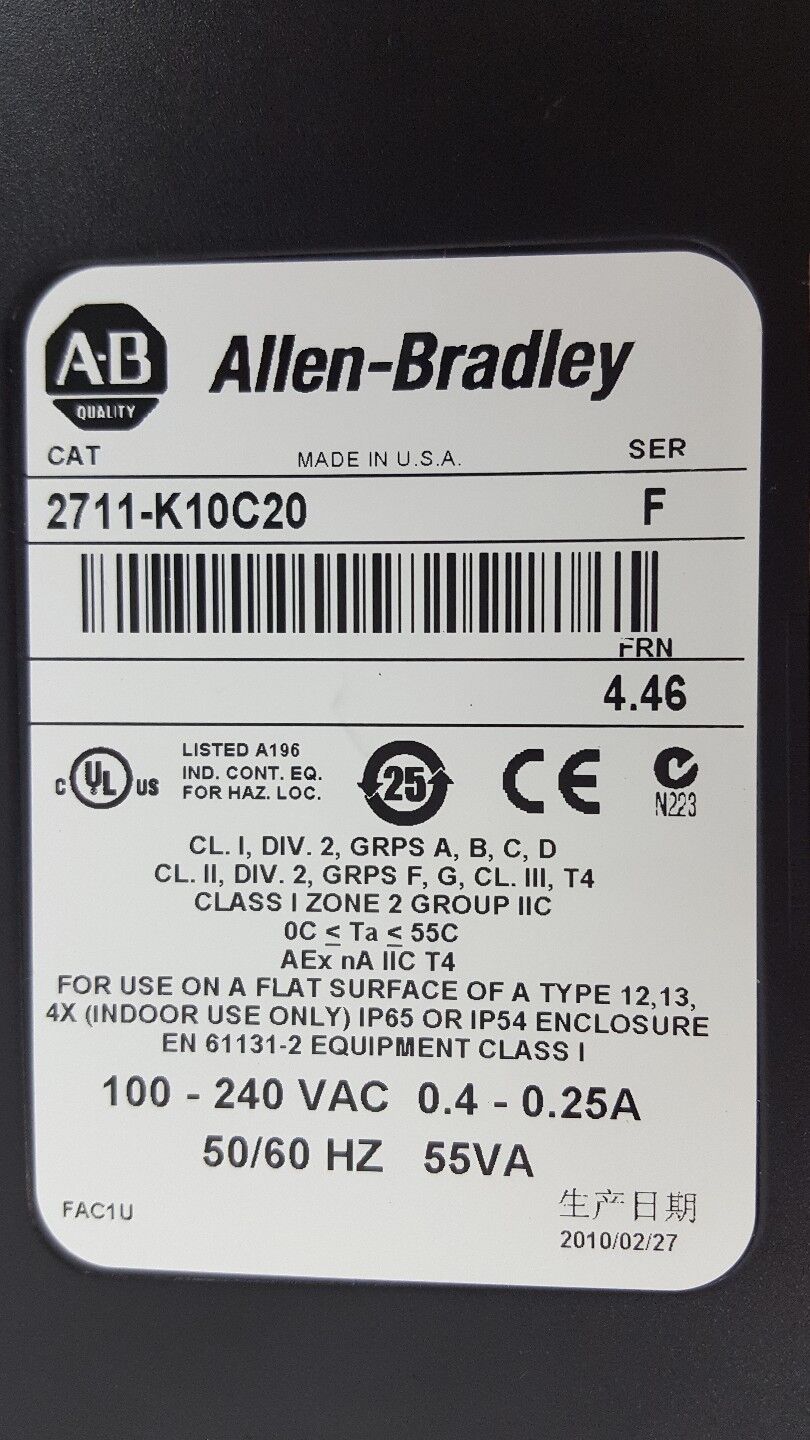 A·B Allen-Bradley
QUALITY
CAT MADE IN U.S.A. SER
2711-K10C20 F
FRN
4.46
C UL US LISTED A196
IND. CONT. EQ.
FOR HAZ. LOC.
25 CE N223
CL. I, DIV. 2, GRPS A, B, C, D
CL. II, DIV. 2, GRPS F, G, CL. III, T4
CLASS I ZONE 2 GROUP IIC
0C ≤ Ta ≤ 55C
AEx nA IIC T4
FOR USE ON A FLAT SURFACE OF A TYPE 12,13,
4X (INDOOR USE ONLY) IP65 OR IP54 ENCLOSURE
EN 61131-2 EQUIPMENT CLASS I
100 - 240 VAC 0.4 - 0.25A
50/60 HZ 55VA
FAC1U 生产日期
2010/02/27